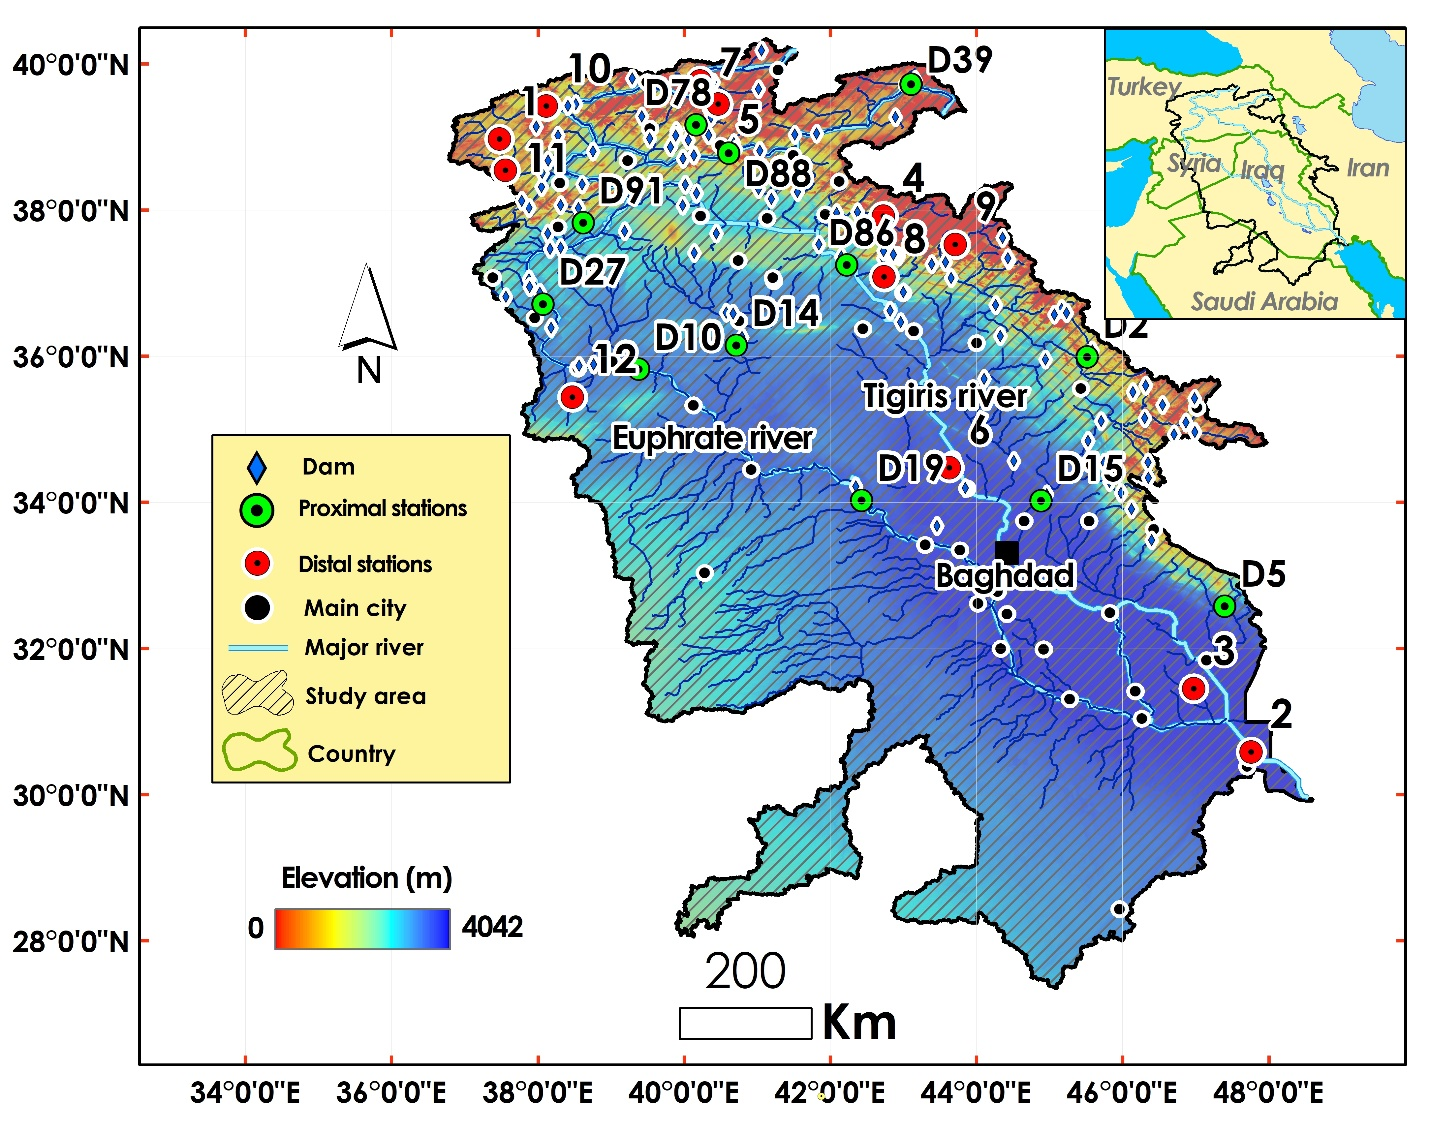 40°0'0"N
38°0'0"N
36°0'0"N
34°0'0"N
32°0'0"N
30°0'0"N
28°0'0"N
34°0'0"E
36°0'0"E
38°0'0"E
40°0'0"E
42°0'0"E
44°0'0"E
46°0'0"E
48°0'0"E
10
7
D39
1
D78
5
11
D88
D91
4
9
D86
8
D27
D14
D10
D2
12
Tigiris river
Euphrate river
6
D19
D15
Baghdad
D5
3
2
N
Turkey
Syria
Iraq
Iran
Saudi Arabia
Dam
Proximal stations
Distal stations
Main city
Major river
Study area
Country
Elevation (m)
0
4042
200
Km